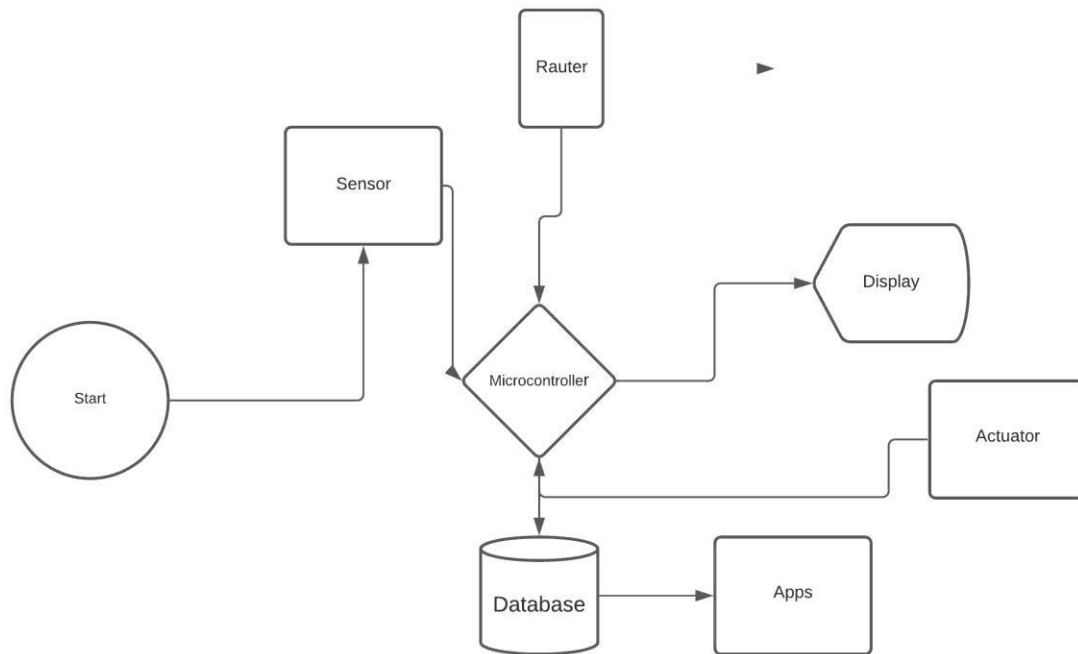 Rauter
Sensor
Display
Start
Microcontroller
Actuator
Database
Apps